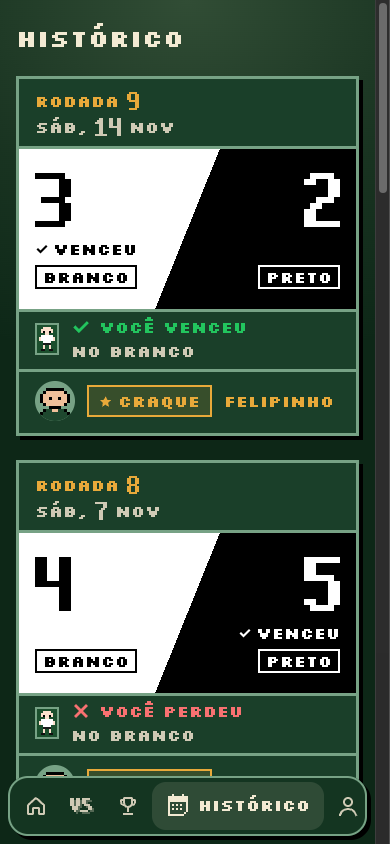 HISTÓRICO
RODADA 9
SÁB, 14 NOV
3
2
VENCEU
BRANCO
PRETO
VOCÊ VENCEU
NO BRANCO
CRAQUE FELIPINHO
RODADA 8
SÁB, 7 NOV
4
5
VENCEU
BRANCO
PRETO
VOCÊ PERDEU
NO BRANCO
VS HISTÓRICO